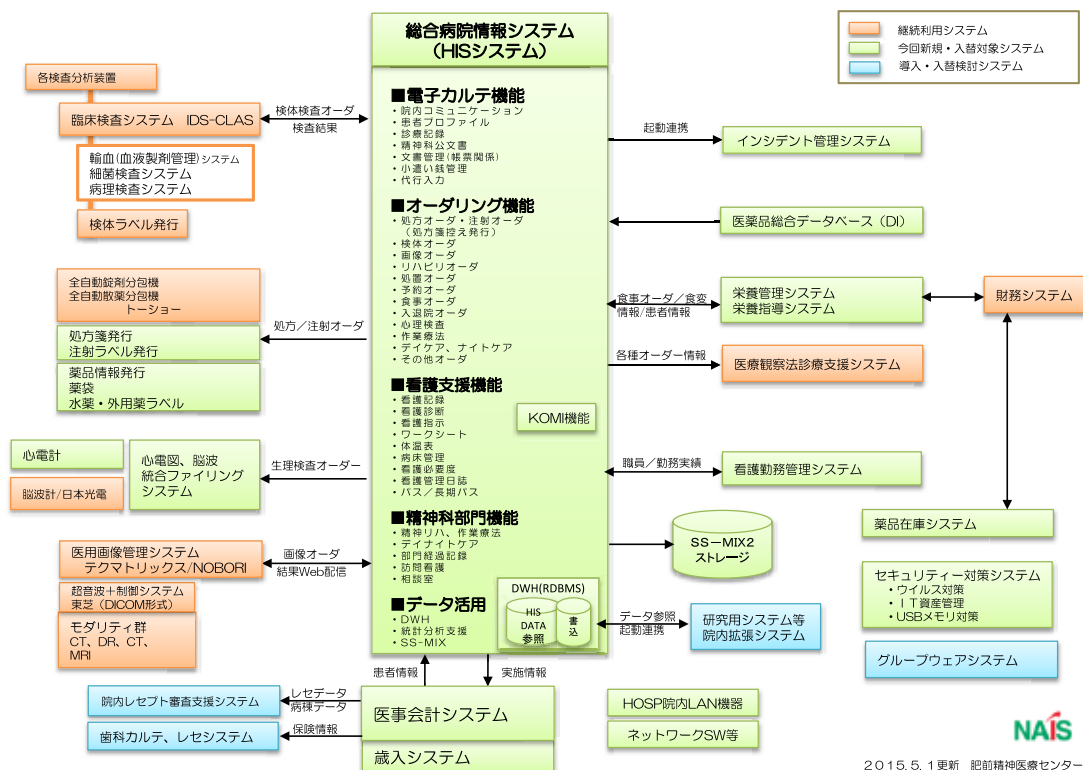 総合病院情報システム
(HISシステム)
継続利用システム
今回新規・入替対象システム
導入・入替検討システム
各検査分析装置
臨床検査システム IDS-CLAS
輸血(血液製剤管理)システム
細菌検査システム
病理検査システム
検体ラベル発行
検体検査オーダ
検査結果
全自動錠剤分包機
全自動散薬分包機
トーショー
処方箋発行
注射ラベル発行
薬品情報発行
薬袋
水薬・外用薬ラベル
処方/注射オーダ
心電計
脳波計/日本光電
心電図、脳波
統合ファイリング
システム
生理検査オーダー
医用画像管理システム
テクマトリックス/NOBORI
超音波+制御システム
東芝(DICOM形式)
モダリティ群
CT、DR、CT、
MRI
画像オーダ
結果Web配信
■電子カルテ機能
・院内コミュニケーション
・患者プロファイル
・診療記録
・精神科公文書
・文書管理(帳票関係)
・小遣い銭管理
・代行入力
■オーダリング機能
・処方オーダ・注射オーダ
(処方箋控え発行)
・検体オーダ
・画像オーダ
・リハビリオーダ
・処置オーダ
・予約オーダ
・食事オーダ
・入退院オーダ
・心理検査
・作業療法
・デイケア、ナイトケア
・その他オーダ
■看護支援機能
・看護記録
・看護診断
・看護指示
・ワークシート
・体温表
・病床管理
・看護必要度
・看護管理日誌
・パス/長期パス
KOMI機能
■精神科部門機能
・精神リハ、作業療法
・デイナイトケア
・部門経過記録
・訪問看護
・相談室
■データ活用
・DWH
・統計分析支援
・SS-MIX
DWH(RDBMS)
HIS
DATA
参照
書
込
起動連携
インシデント管理システム
医薬品総合データベース(DI)
食事オーダ/食変
情報/患者情報
栄養管理システム
栄養指導システム
財務システム
各種オーダー情報
医療観察法診療支援システム
職員/勤務実績
看護勤務管理システム
SS-MIX2
ストレージ
薬品在庫システム
セキュリティー対策システム
・ウイルス対策
・IT資産管理
・USBメモリ対策
データ参照
起動連携
研究用システム等
院内拡張システム
グループウェアシステム
患者情報
実施情報
院内レセプト審査支援システム
レセデータ
病棟データ
歯科カルテ、レセシステム
保険情報
医事会計システム
歳入システム
HOSP院内LAN機器
ネットワークSW等
NAiS
2015.5.1更新 肥前精神医療センター